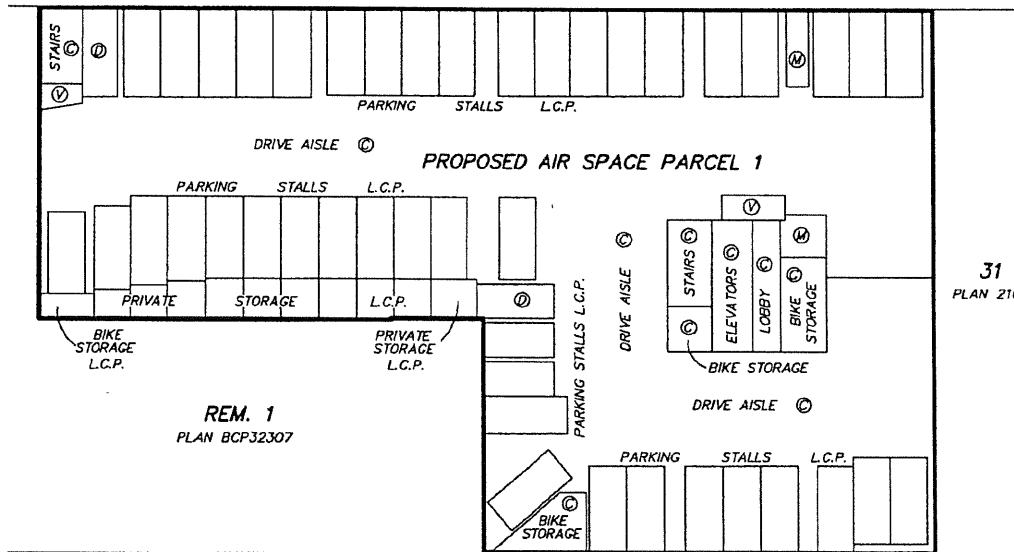 STAIRS Ⓒ
Ⓓ
Ⓥ
Ⓜ
PARKING STALLS L.C.P.
DRIVE AISLE Ⓒ
PROPOSED AIR SPACE PARCEL 1
PARKING STALLS L.C.P.
Ⓥ
STAIRS Ⓒ
ELEVATORS Ⓒ
LOBBY Ⓒ
Ⓜ
BIKE Ⓒ
STORAGE
Ⓒ
BIKE STORAGE
DRIVE AISLE Ⓒ
31
PLAN 210
PRIVATE STORAGE L.C.P.
Ⓓ
BIKE
STORAGE
L.C.P.
PRIVATE
STORAGE
L.C.P.
PARKING STALLS L.C.P.
REM. 1
PLAN BCP32307
DRIVE AISLE Ⓒ
PARKING STALLS L.C.P.
Ⓒ
BIKE
STORAGE